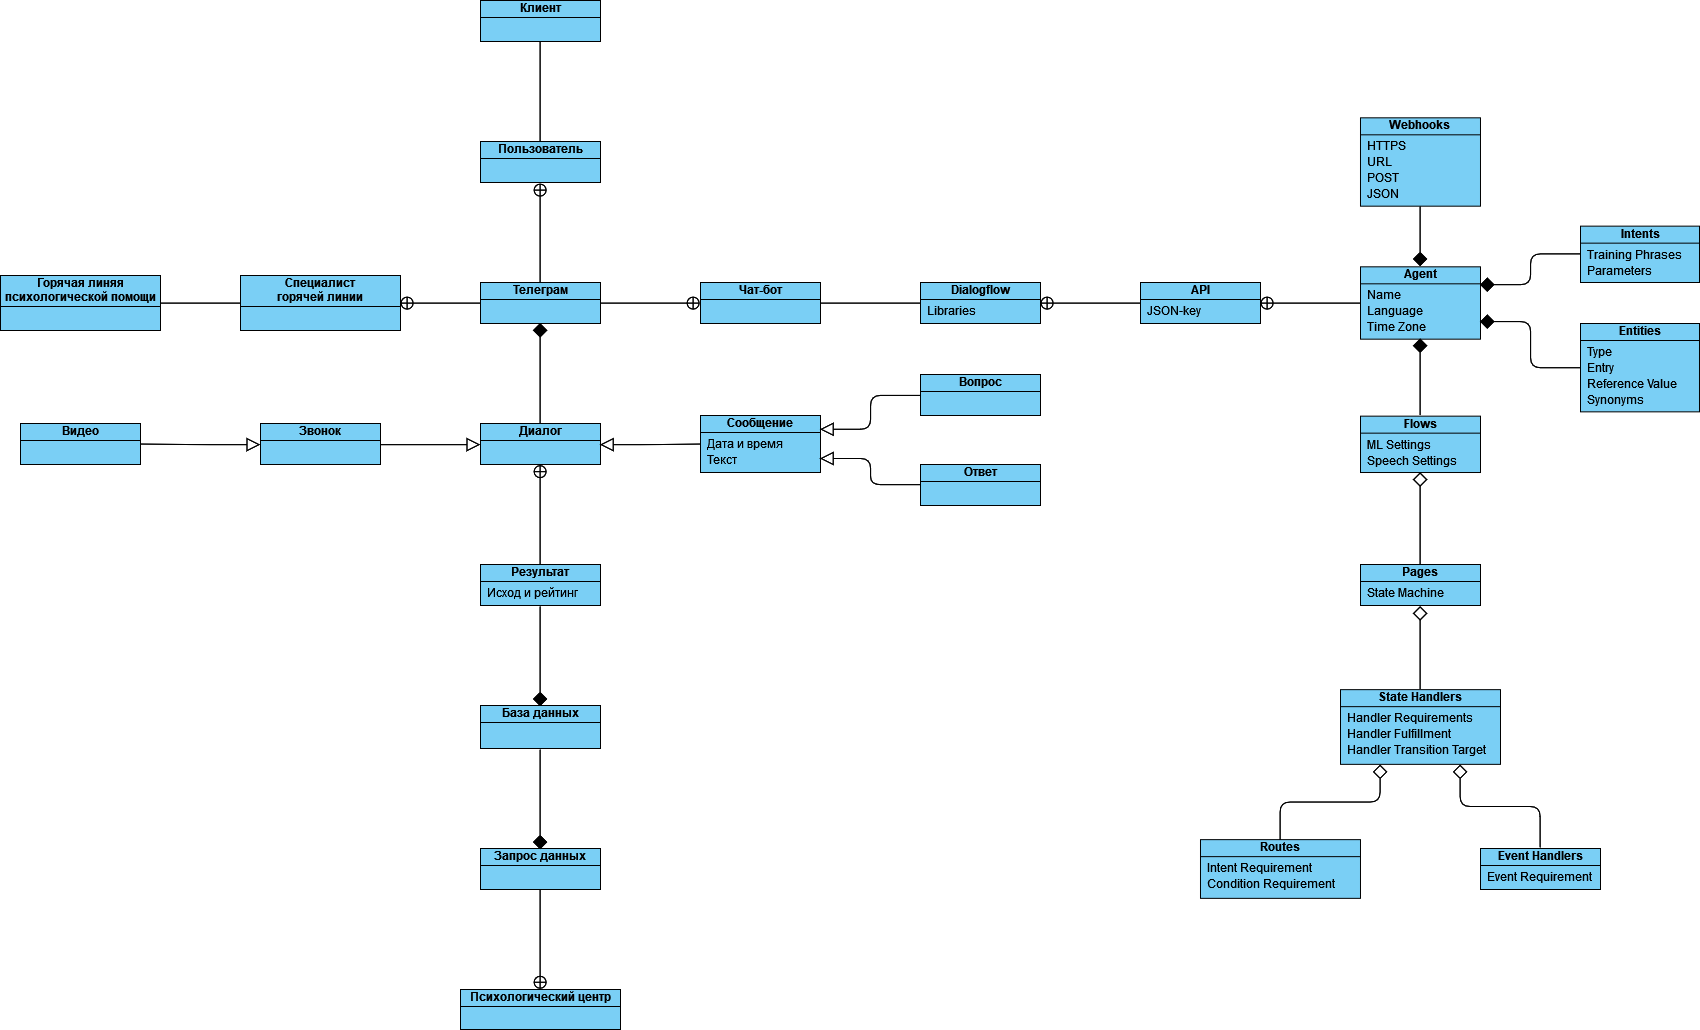 Клиент
Пользователь
Webhooks
HTTPS
URL
POST
JSON
Intents
Training Phrases
Parameters
Горячая линия
психологической помощи
Специалист
горячей линии
Телеграм
Чат-бот
Dialogflow
Libraries
API
JSON-key
Agent
Name
Language
Time Zone
Entities
Type
Entry
Reference Value
Synonyms
Видео
Звонок
Диалог
Сообщение
Дата и время
Текст
Вопрос
Ответ
Flows
ML Settings
Speech Settings
Результат
Исход и рейтинг
Pages
State Machine
База данных
State Handlers
Handler Requirements
Handler Fulfillment
Handler Transition Target
Запрос данных
Routes
Intent Requirement
Condition Requirement
Event Handlers
Event Requirement
Психологический центр